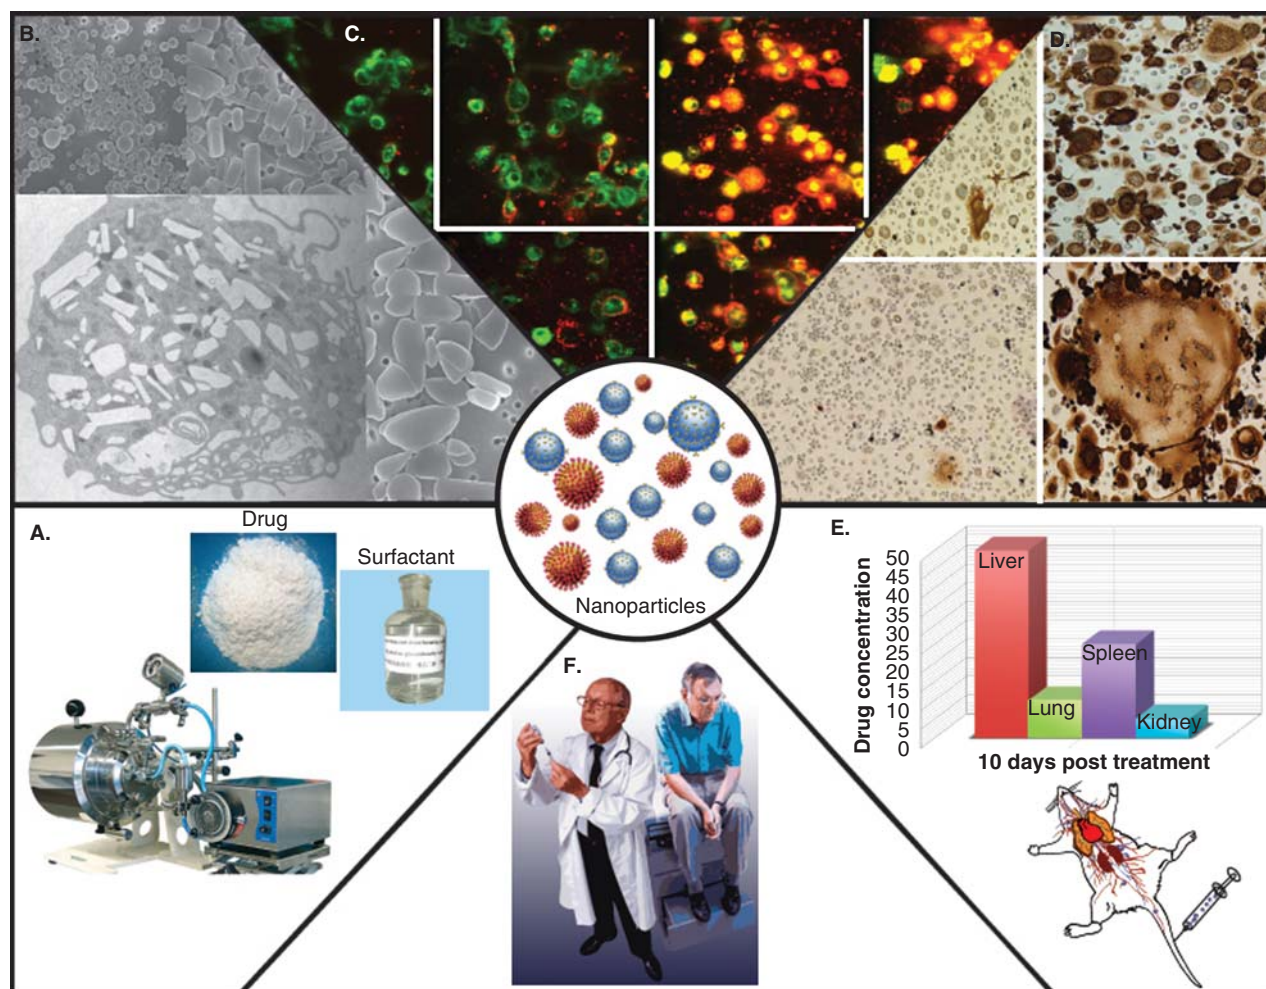 B.
C.
D.
A.
Drug
Surfactant
Nanoparticles
E.
Drug concentration
50
45
40
35
30
25
20
15
10
5
0
Liver
Lung
Spleen
Kidney
10 days post treatment
F.